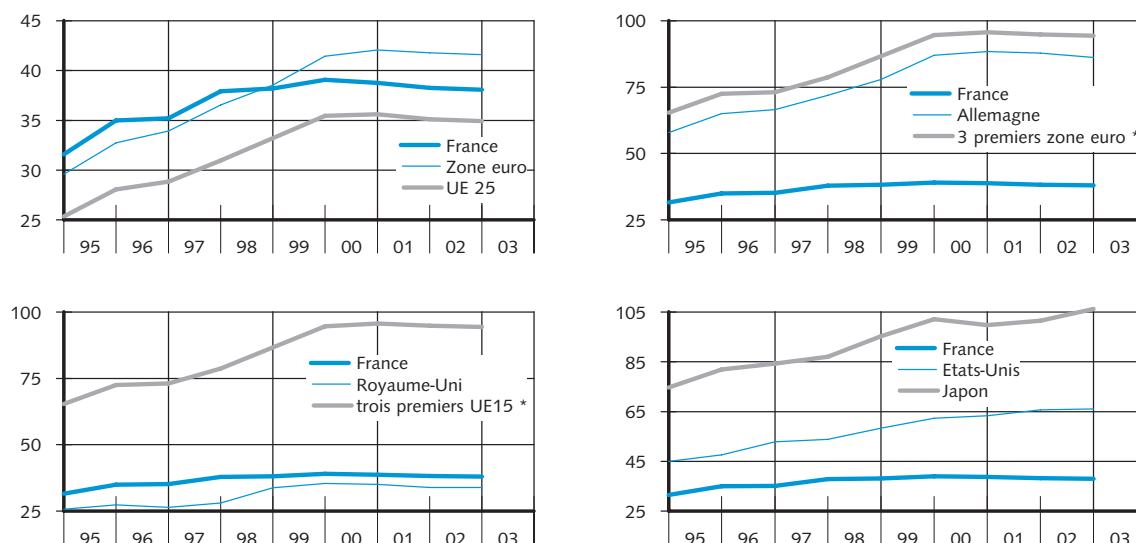 45
40
35
30
25
France
Zone euro
UE 25
95 96 97 98 99 00 01 02 03
100
75
50
25
France
Allemagne
3 premiers zone euro *
95 96 97 98 99 00 01 02 03
100
75
50
25
France
Royaume-Uni
trois premiers UE15 *
95 96 97 98 99 00 01 02 03
105
85
65
45
25
France
Etats-Unis
Japon
95 96 97 98 99 00 01 02 03